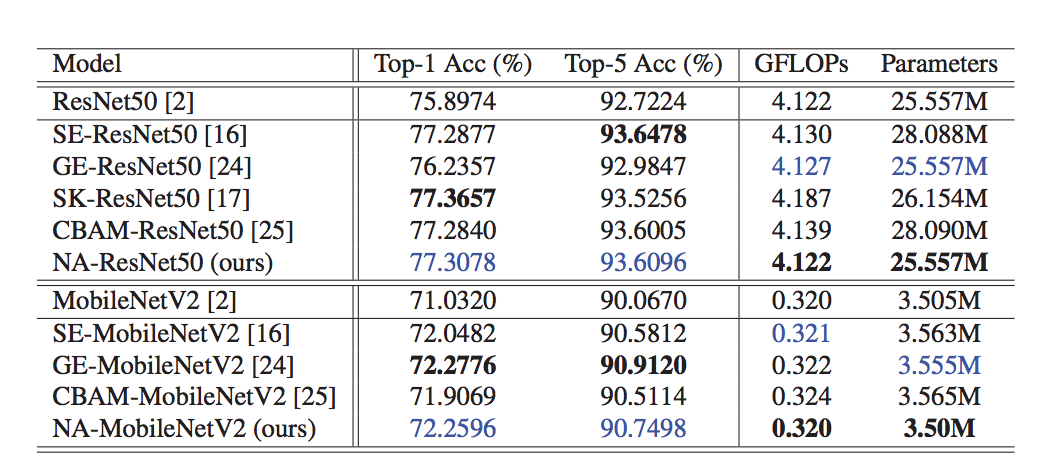 Model Top-1 Acc (%) Top-5 Acc (%) GFLOPs Parameters
ResNet50 [2] 75.8974 92.7224 4.122 25.557M
SE-ResNet50 [16] 77.2877 93.6478 4.130 28.088M
GE-ResNet50 [24] 76.2357 92.9847 4.127 25.557M
SK-ResNet50 [17] 77.3657 93.5256 4.187 26.154M
CBAM-ResNet50 [25] 77.2840 93.6005 4.139 28.090M
NA-ResNet50 (ours) 77.3078 93.6096 4.122 25.557M
MobileNetV2 [2] 71.0320 90.0670 0.320 3.505M
SE-MobileNetV2 [16] 72.0482 90.5812 0.321 3.563M
GE-MobileNetV2 [24] 72.2776 90.9120 0.322 3.555M
CBAM-MobileNetV2 [25] 71.9069 90.5114 0.324 3.565M
NA-MobileNetV2 (ours) 72.2596 90.7498 0.320 3.50M